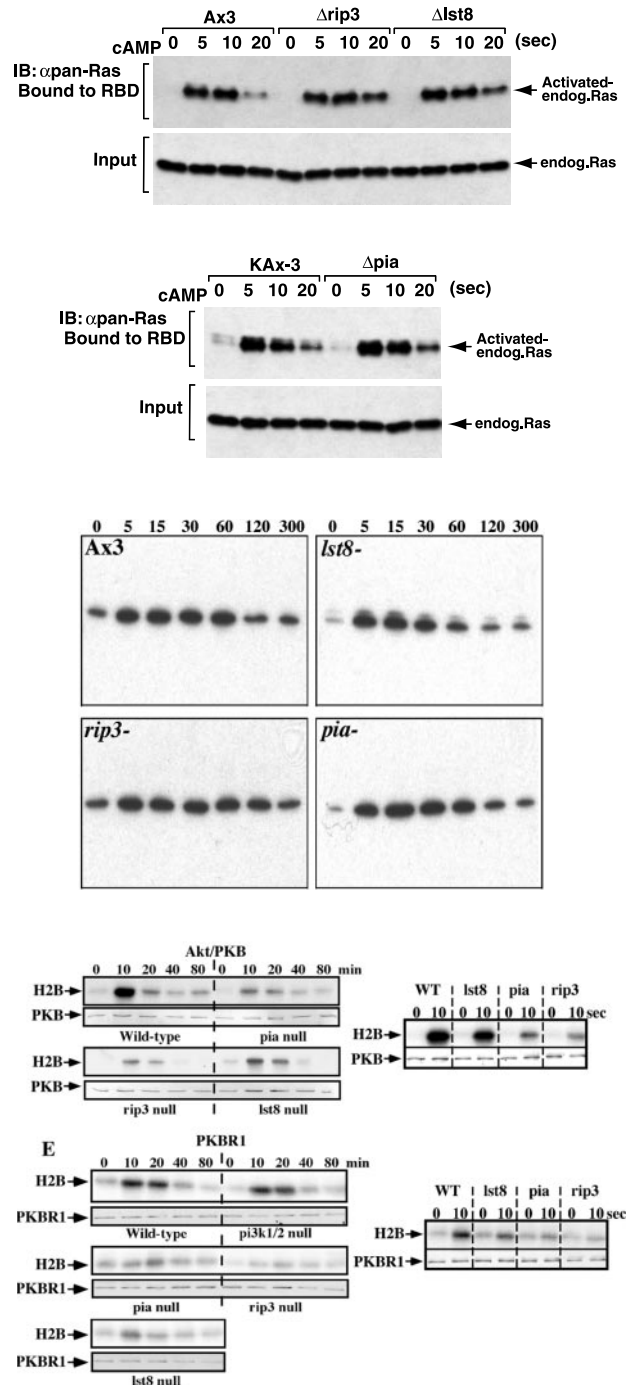 Ax3 Δrip3 Δlst8
cAMP 0 5 10 20 0 5 10 20 0 5 10 20 (sec)
IB: αpan-Ras
Bound to RBD
Activated-
endog.Ras
Input
endog.Ras
KAx-3 Δpia
cAMP 0 5 10 20 0 5 10 20 (sec)
IB: αpan-Ras
Bound to RBD
Activated-
endog.Ras
Input
endog.Ras
0 5 15 30 60 120 300 0 5 15 30 60 120 300
Ax3 lst8-
rip3- pia-
Akt/PKB
0 10 20 40 80 0 10 20 40 80 min
H2B
PKB
Wild-type pia null
H2B
PKB
rip3 null lst8 null
WT lst8 pia rip3
0 10 0 10 0 10 0 10 sec
H2B
PKB
E PKBR1
0 10 20 40 80 0 10 20 40 80 min
H2B
PKBR1
Wild-type pi3k1/2 null
H2B
PKBR1
pia null rip3 null
H2B
PKBR1
lst8 null
WT lst8 pia rip3
0 10 0 10 0 10 0 10 sec
H2B
PKBR1